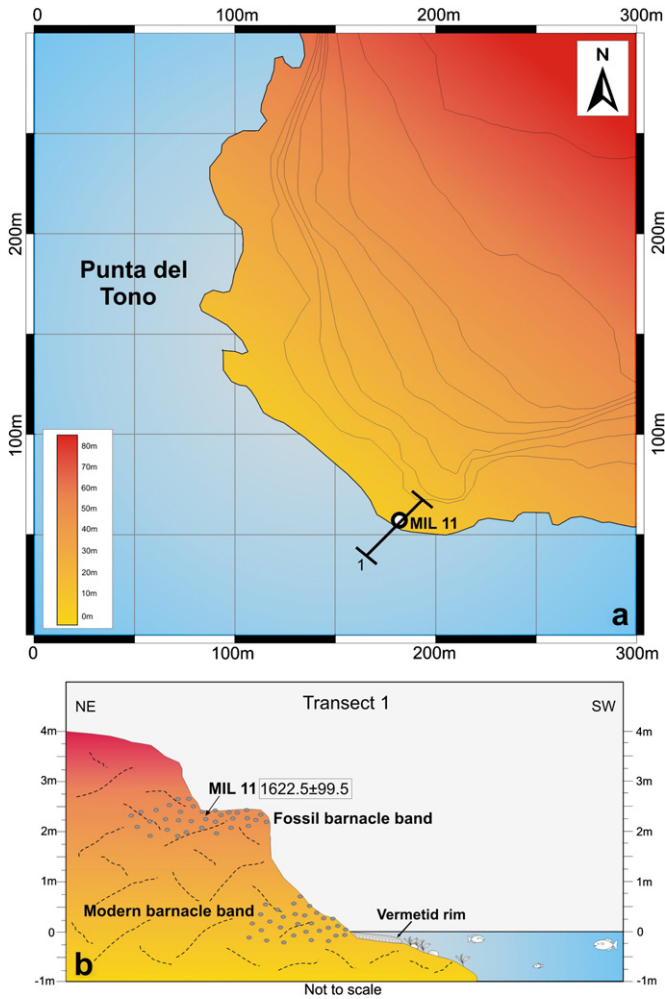 0
100m
200m
300m
N
200m
100m
Punta del
Tono
80m
70m
60m
50m
40m
30m
20m
10m
0m
200m
100m
MIL 11
1
a
0
100m
200m
300m
NE
Transect 1
SW
4m
3m
2m
1m
0
-1m
4m
3m
2m
1m
0
-1m
MIL 11 1622.5±99.5
Fossil barnacle band
Modern barnacle band
Vermetid rim
b
Not to scale